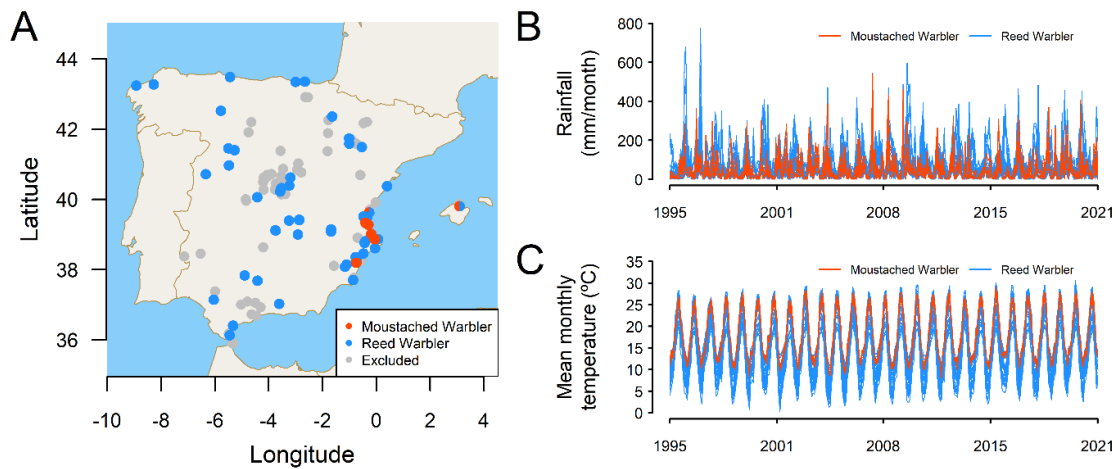 A
Latitude
44
42
40
38
36
-10
-8
-6
-4
-2
0
2
4
Longitude
Moustached Warbler
Reed Warbler
Excluded
B
Rainfall
(mm/month)
800
600
400
200
0
Moustached Warbler
Reed Warbler
1995
2001
2008
2015
2021
C
Mean monthly
temperature (ºC)
35
30
25
20
15
10
5
0
Moustached Warbler
Reed Warbler
1995
2001
2008
2015
2021